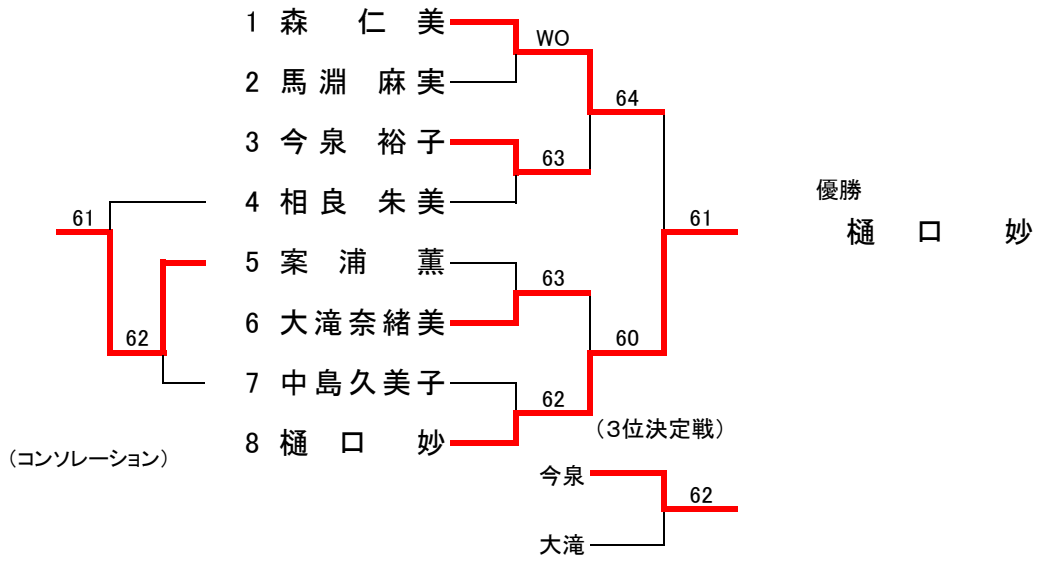 1 森 仁 美
WO
2 馬淵 麻実
64
3 今泉 裕子
63
優勝
4 相良 朱美
61
61
樋 口 妙
5 案浦 薫
63
6 大滝奈緒美
62
60
7 中島久美子
62
(3位決定戦)
8 樋口 妙
(コンソレーション)
今泉
62
大滝